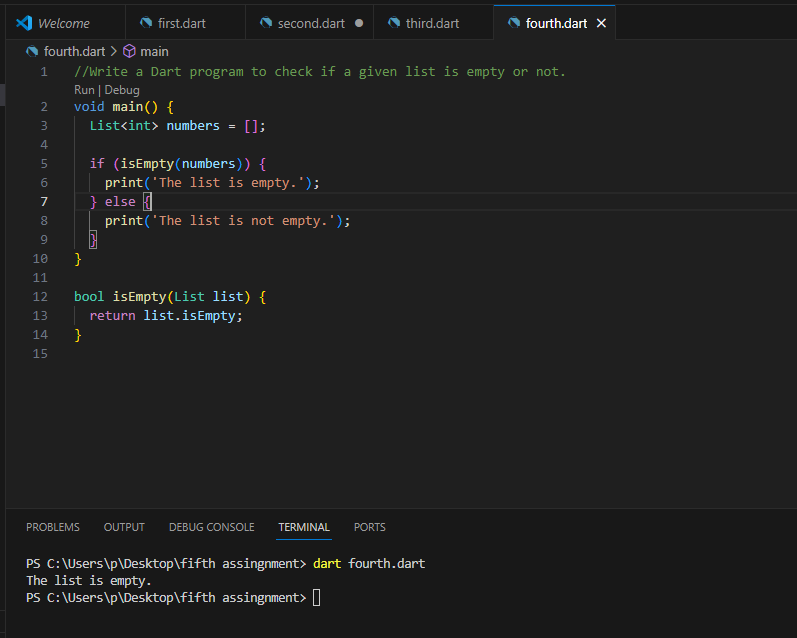 Welcome first.dart second.dart third.dart fourth.dart
fourth.dart > main
1 //Write a Dart program to check if a given list is empty or not.
Run | Debug
2 void main() {
3   List<int> numbers = [];
4
5   if (isEmpty(numbers)) {
6     print('The list is empty.');
7   } else {
8     print('The list is not empty.');
9   }
10 }
11
12 bool isEmpty(List list) {
13   return list.isEmpty;
14 }
15
PROBLEMS OUTPUT DEBUG CONSOLE TERMINAL PORTS
PS C:\Users\p\Desktop\fifth assingnment> dart fourth.dart
The list is empty.
PS C:\Users\p\Desktop\fifth assingnment>